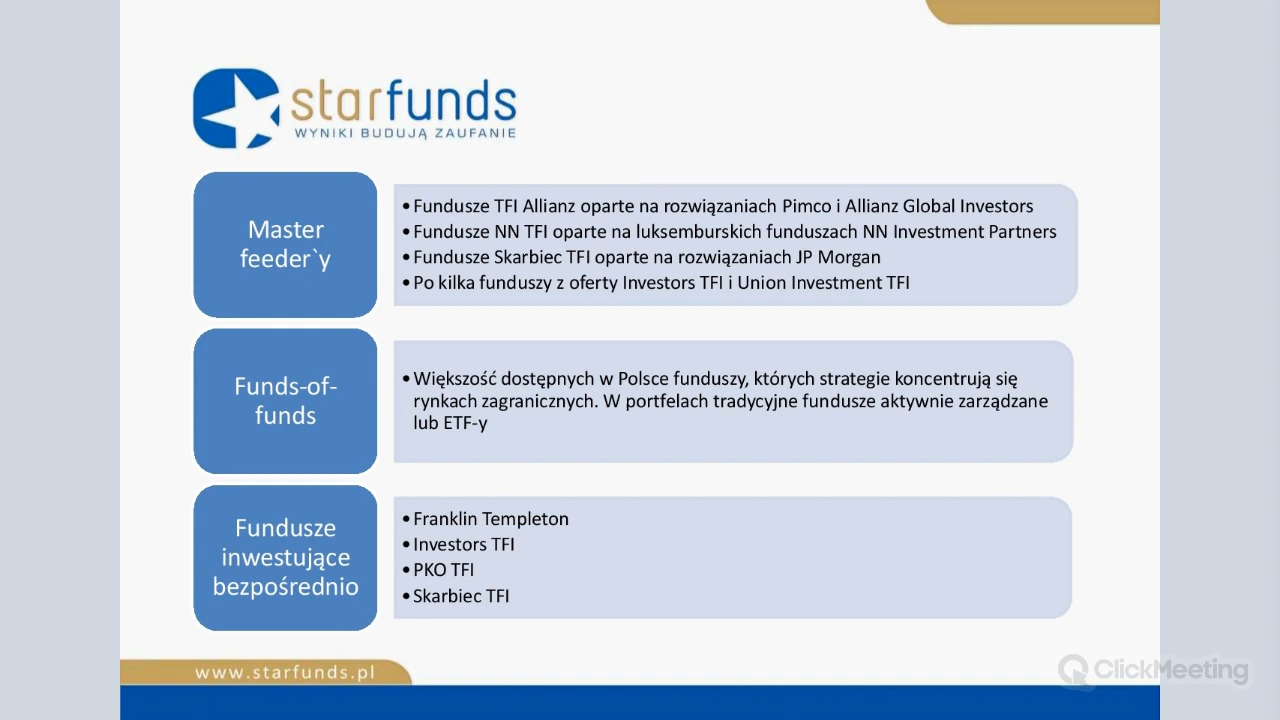 starfunds
WYNIKI BUDUJĄ ZAUFANIE
Master
feeder`y
•Fundusze TFI Allianz oparte na rozwiązaniach Pimco i Allianz Global Investors
•Fundusze NN TFI oparte na luksemburskich funduszach NN Investment Partners
•Fundusze Skarbiec TFI oparte na rozwiązaniach JP Morgan
•Po kilka funduszy z oferty Investors TFI i Union Investment TFI
Funds-of-
funds
•Większość dostępnych w Polsce funduszy, których strategie koncentrują się
rynkach zagranicznych. W portfelach tradycyjne fundusze aktywnie zarządzane
lub ETF-y
Fundusze
inwestujące
bezpośrednio
•Franklin Templeton
•Investors TFI
•PKO TFI
•Skarbiec TFI
www.starfunds.pl
ClickMeeting